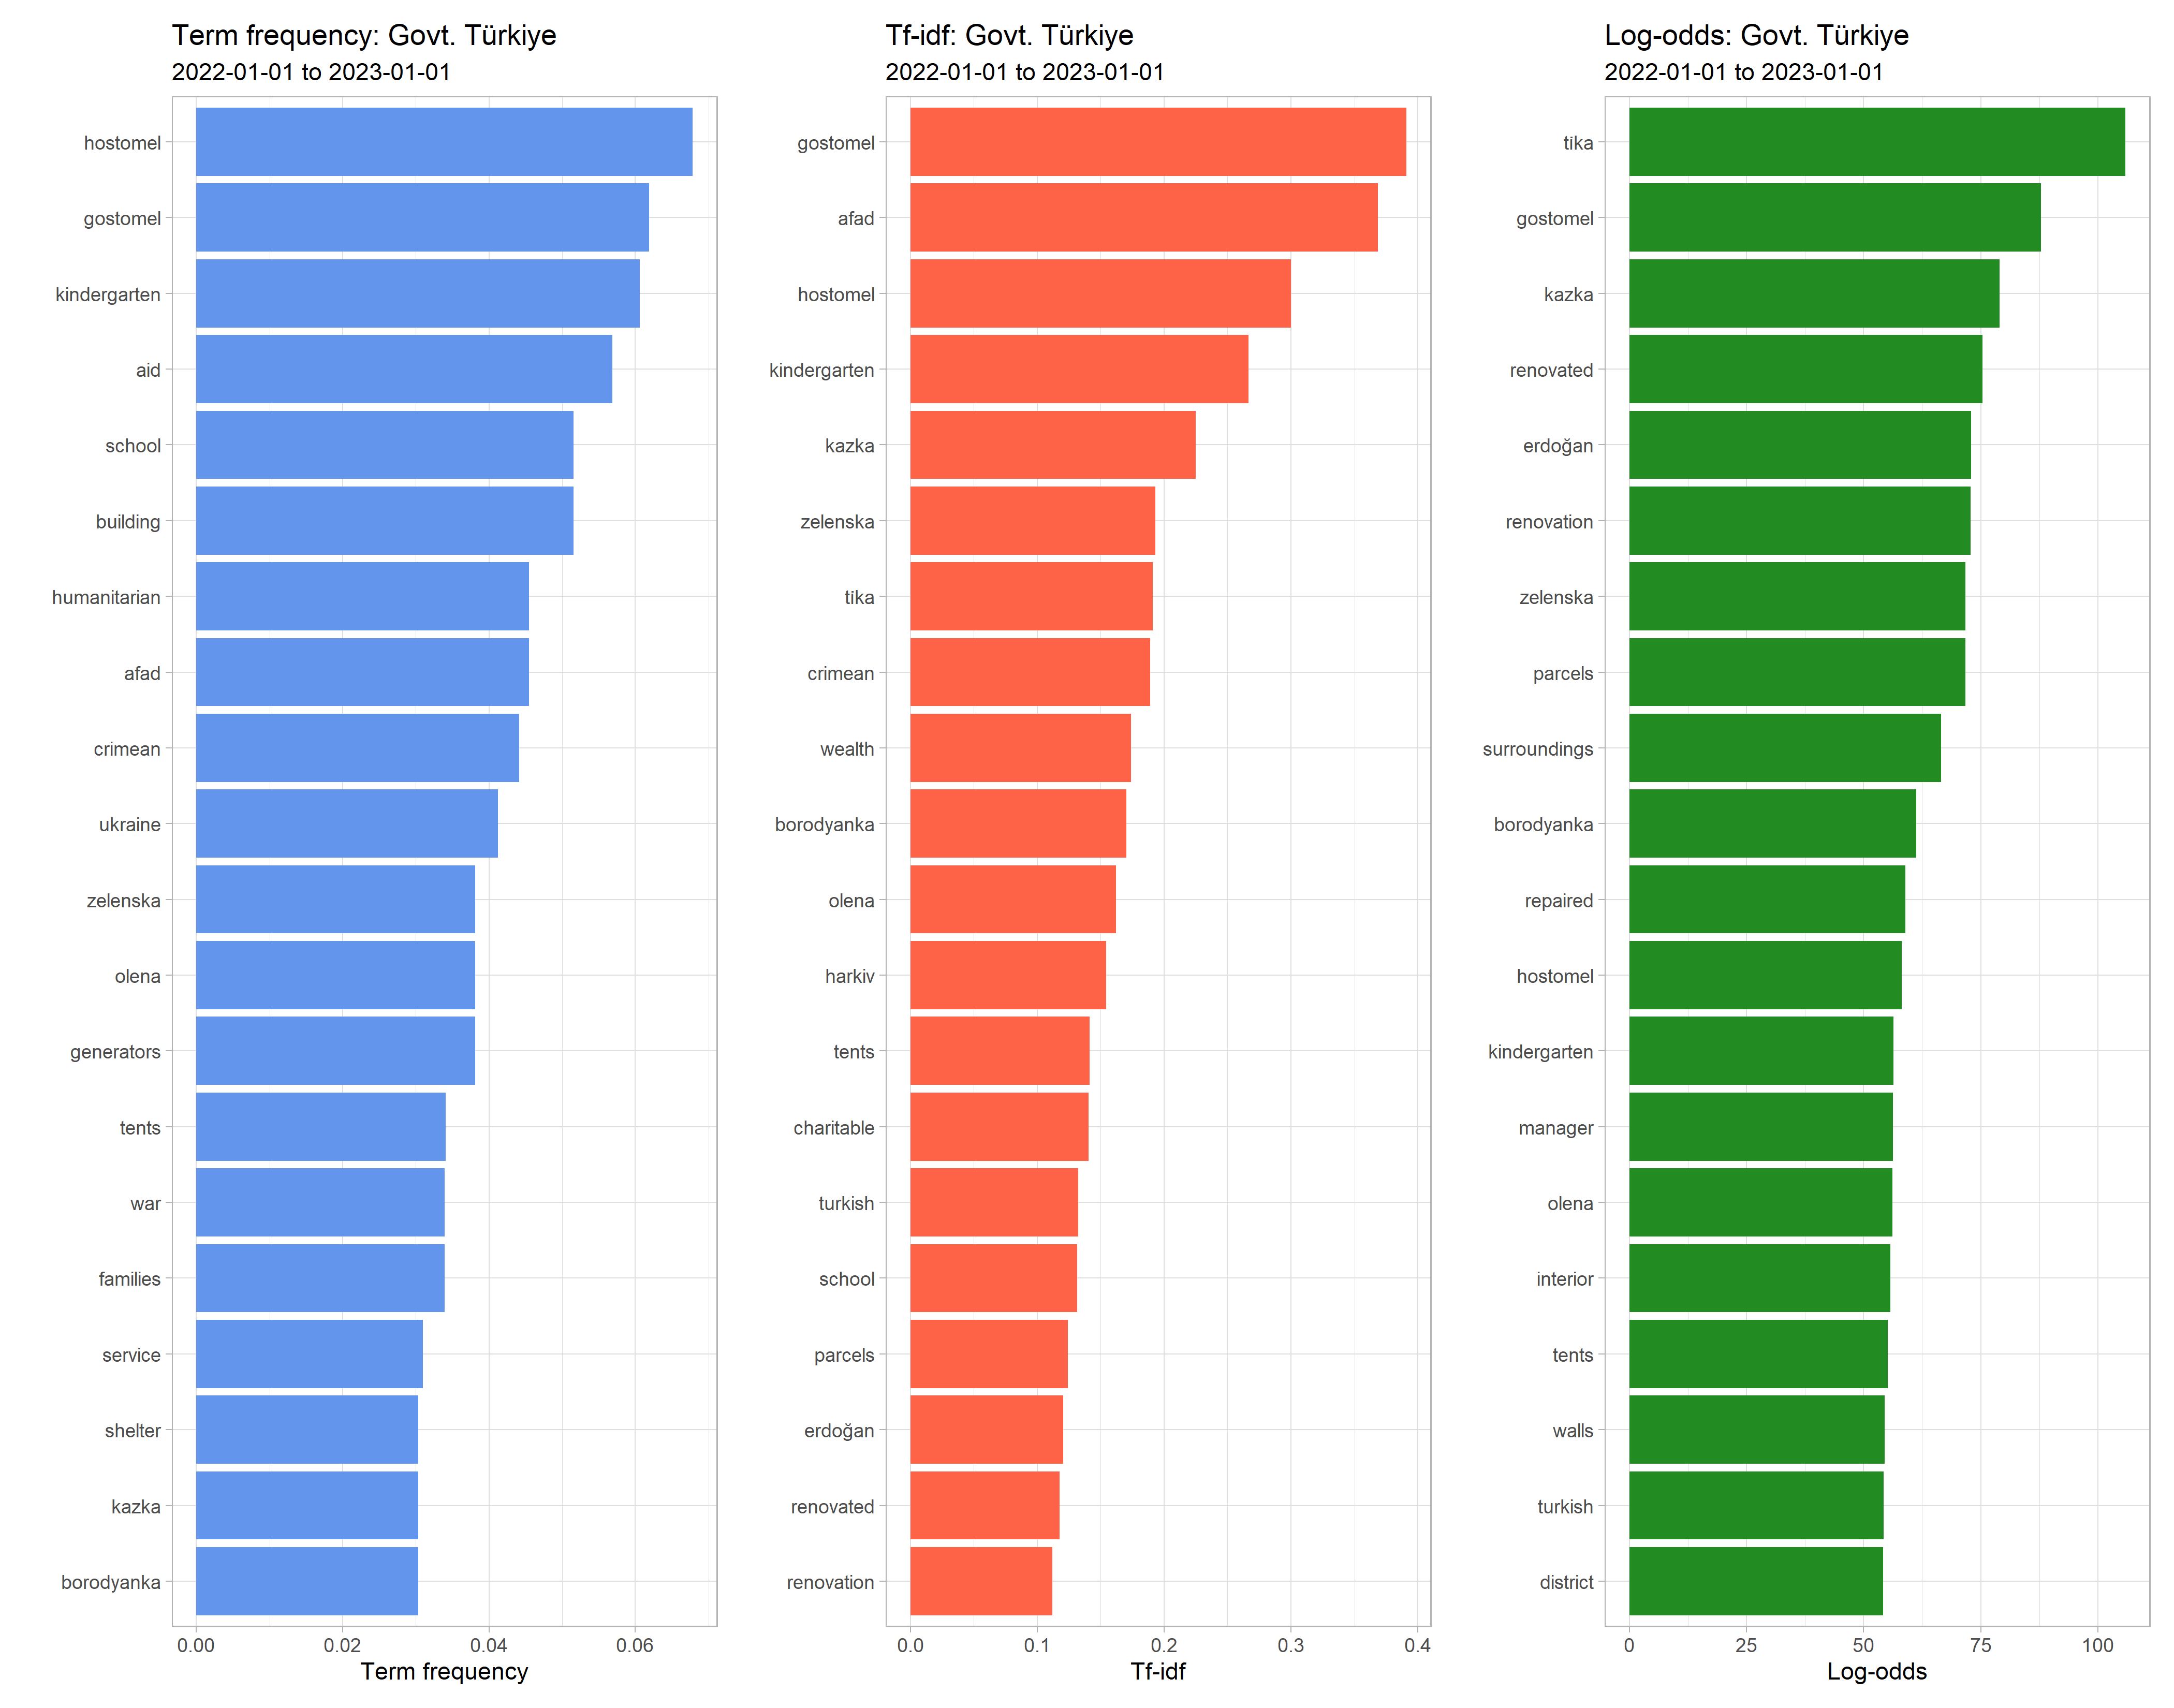 Term frequency: Govt. Türkiye
2022-01-01 to 2023-01-01
hostomel
gostomel
kindergarten
aid
school
building
humanitarian
afad
crimean
ukraine
zelenska
olena
generators
tents
war
families
service
shelter
kazka
borodyanka
0.00 0.02 0.04 0.06
Term frequency
Tf-idf: Govt. Türkiye
2022-01-01 to 2023-01-01
gostomel
afad
hostomel
kindergarten
kazka
zelenska
tika
crimean
wealth
borodyanka
olena
harkiv
tents
charitable
turkish
school
parcels
erdoğan
renovated
renovation
0.0 0.1 0.2 0.3 0.4
Tf-idf
Log-odds: Govt. Türkiye
2022-01-01 to 2023-01-01
tika
gostomel
kazka
renovated
erdoğan
renovation
zelenska
parcels
surroundings
borodyanka
repaired
hostomel
kindergarten
manager
olena
interior
tents
walls
turkish
district
0 25 50 75 100
Log-odds